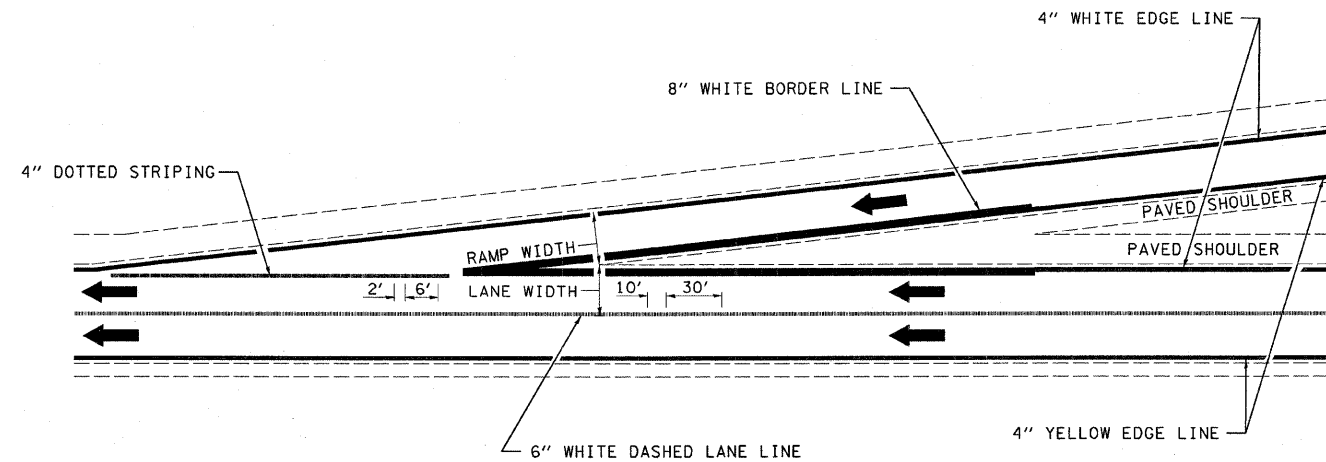 4" WHITE EDGE LINE
8" WHITE BORDER LINE
4" DOTTED STRIPING
PAVED SHOULDER
RAMP WIDTH
PAVED SHOULDER
2' 6' LANE WIDTH 10' 30'
4" YELLOW EDGE LINE
6" WHITE DASHED LANE LINE